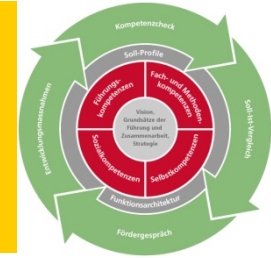 Kompetenzcheck
Soll-Profile
Führungs-
kompetenzen
Fach- und Methoden-
kompetenzen
Soll-Ist-Vergleich
Entwicklungsmassnahmen
Vision,
Grundsätze der
Führung und
Zusammenarbeit,
Strategie
Sozialkompetenzen
Selbstkompetenzen
Funktionsarchitektur
Fördergespräch